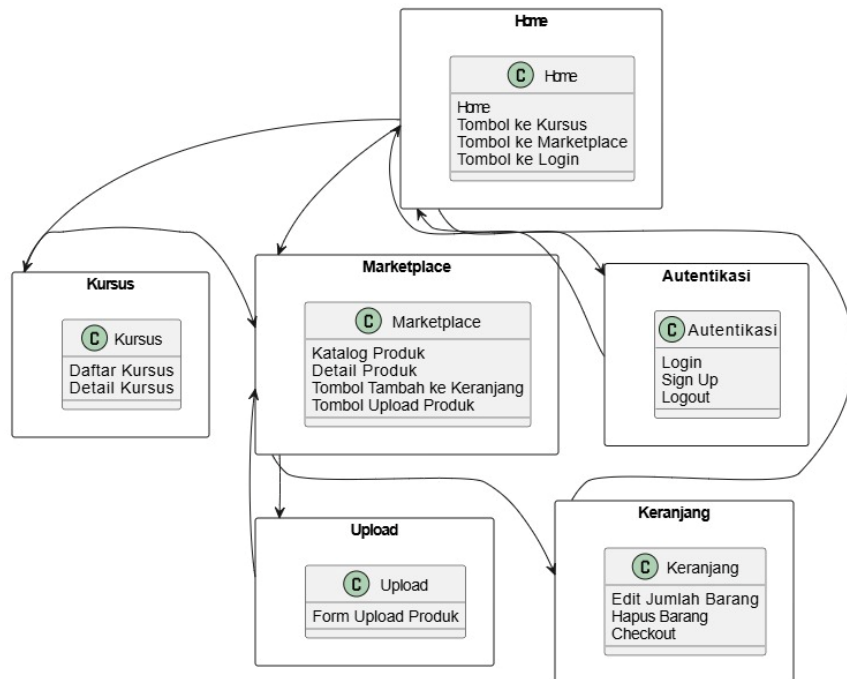 Home
C Home
Home
Tombol ke Kursus
Tombol ke Marketplace
Tombol ke Login
Kursus
C Kursus
Daftar Kursus
Detail Kursus
Marketplace
C Marketplace
Katalog Produk
Detail Produk
Tombol Tambah ke Keranjang
Tombol Upload Produk
Autentikasi
C Autentikasi
Login
Sign Up
Logout
Upload
C Upload
Form Upload Produk
Keranjang
C Keranjang
Edit Jumlah Barang
Hapus Barang
Checkout